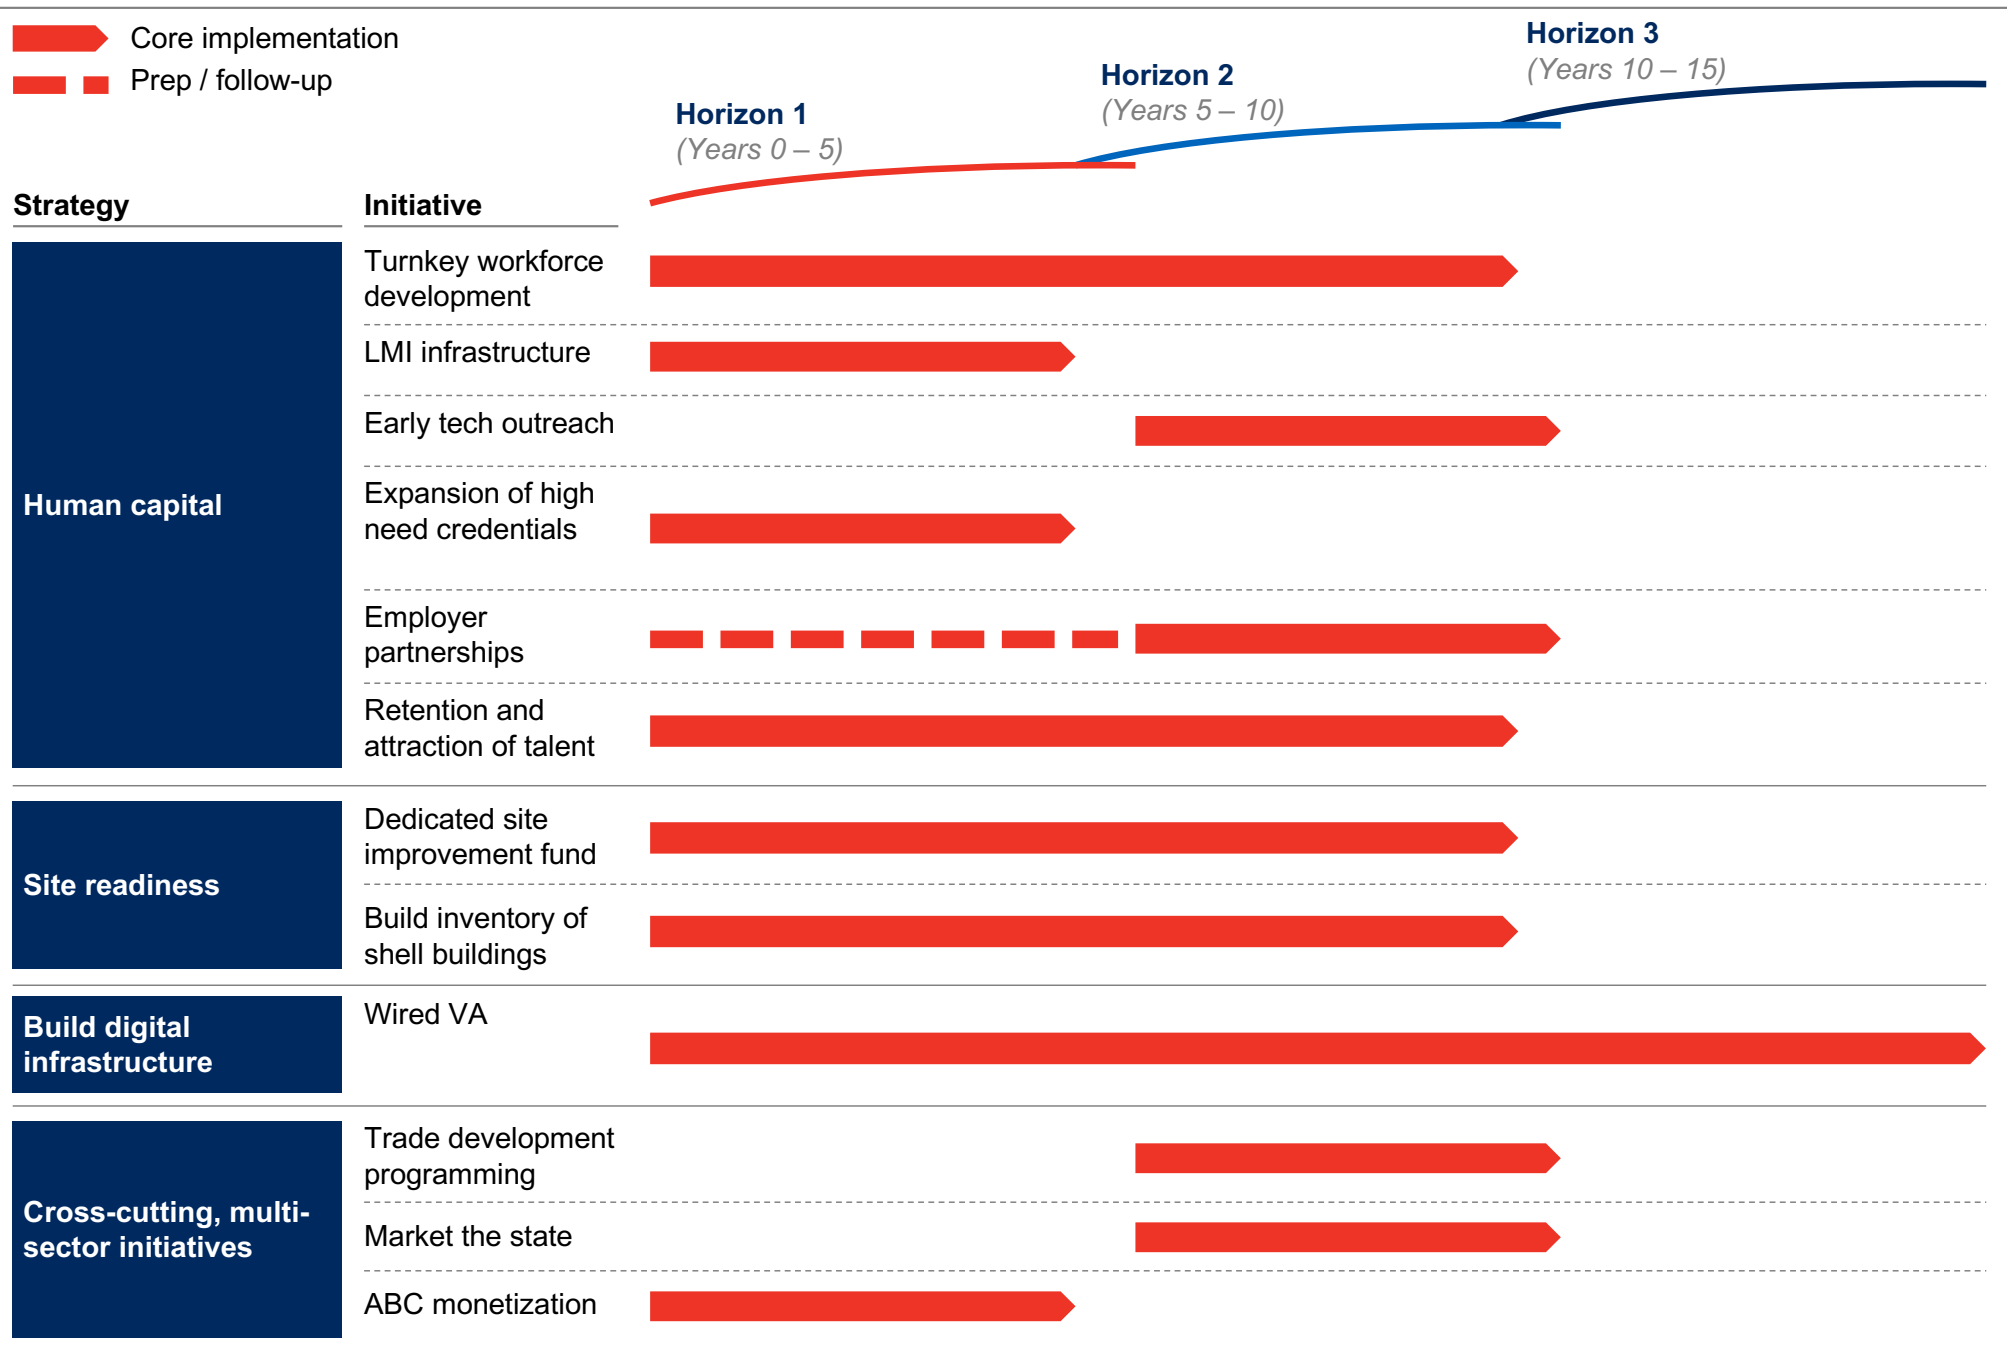 Core implementation
Prep / follow-up
Horizon 1
(Years 0 – 5)
Horizon 2
(Years 5 – 10)
Horizon 3
(Years 10 – 15)
Strategy
Initiative
Human capital
Turnkey workforce
development
LMI infrastructure
Early tech outreach
Expansion of high
need credentials
Employer
partnerships
Retention and
attraction of talent
Site readiness
Dedicated site
improvement fund
Build inventory of
shell buildings
Build digital
infrastructure
Wired VA
Cross-cutting, multi-
sector initiatives
Trade development
programming
Market the state
ABC monetization